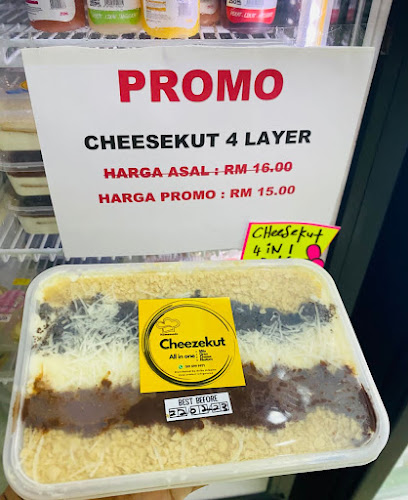 PROMO
CHEESEKUT 4 LAYER
HARGA ASAL : RM 16.00
HARGA PROMO : RM 15.00
CHeeSekut
4 iN 1
Cheezekut
All in one
BEST BEFORE